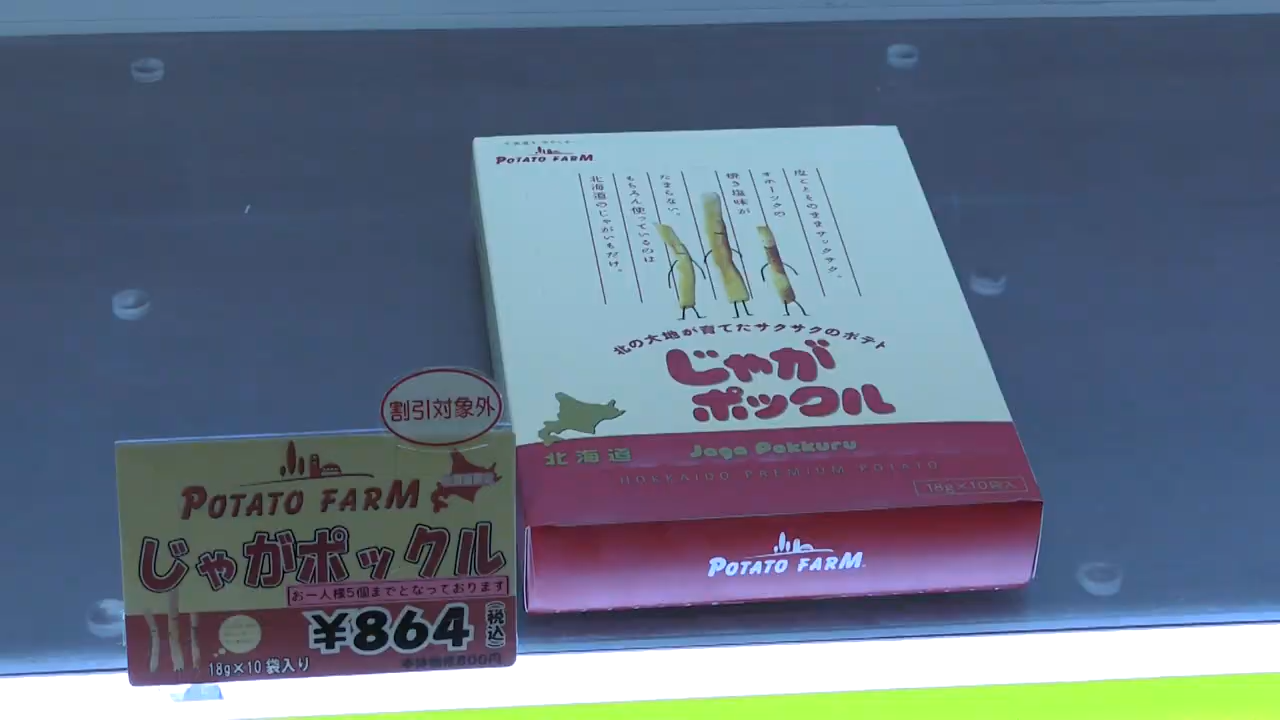 POTATO FARM
皮ごとそのままサックサク。
オホーツクの
焼き塩味が
たまらない。
もちろん使っているのは
北海道のじゃがいもだけ。
北の大地が育てたサクサクのポテト
じゃが
ポックル
北海道
Jaga Pokkuru
HOKKAIDO PREMIUM POTATO
18g×10袋入
POTATO FARM
割引対象外
POTATO FARM
じゃがポックル
お一人様5個までとなっております
¥864
(税込)
18g×10袋入り
本体価格800円